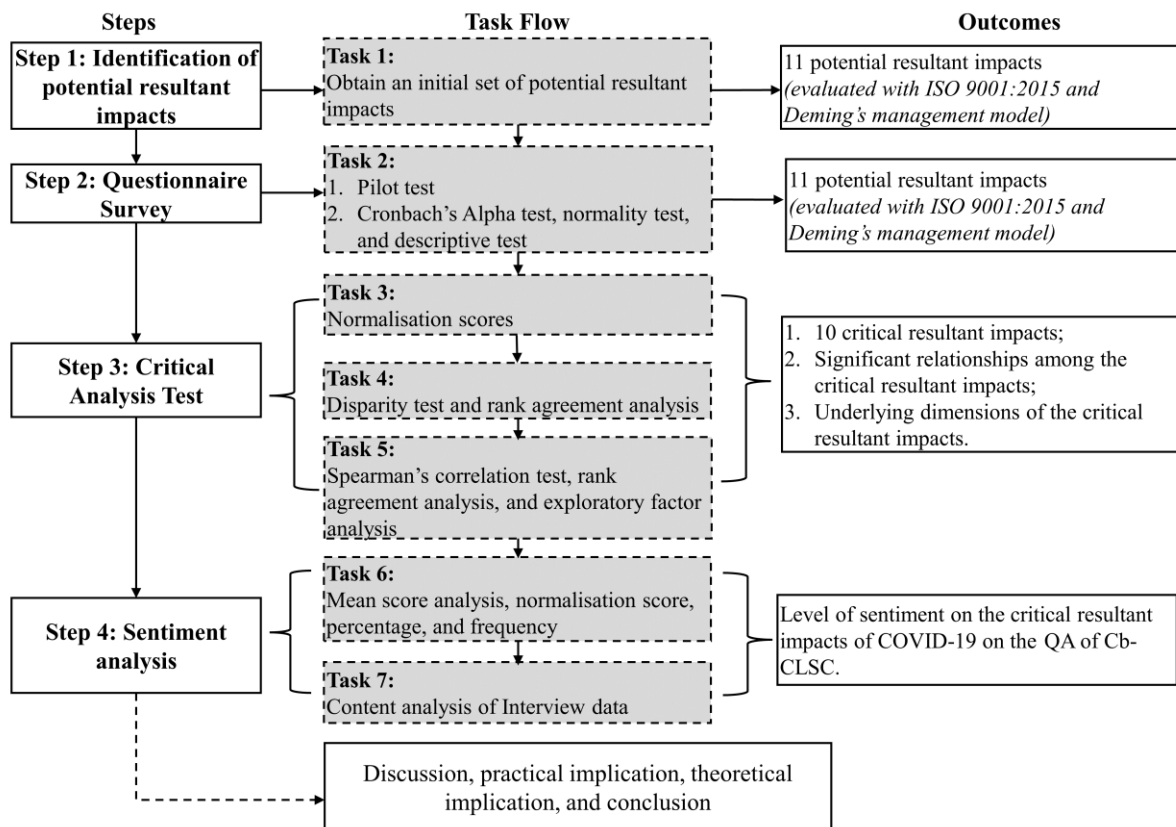 Steps
Task Flow
Outcomes
Step 1: Identification of
potential resultant
impacts
Task 1:
Obtain an initial set of potential resultant
impacts
11 potential resultant impacts
(evaluated with ISO 9001:2015 and
Deming's management model)
Step 2: Questionnaire
Survey
Task 2:
1. Pilot test
2. Cronbach's Alpha test, normality test,
and descriptive test
11 potential resultant impacts
(evaluated with ISO 9001:2015 and
Deming's management model)
Step 3: Critical
Analysis Test
Task 3:
Normalisation scores
Task 4:
Disparity test and rank agreement analysis
Task 5:
Spearman's correlation test, rank
agreement analysis, and exploratory factor
analysis
1. 10 critical resultant impacts;
2. Significant relationships among the
critical resultant impacts;
3. Underlying dimensions of the critical
resultant impacts.
Step 4: Sentiment
analysis
Task 6:
Mean score analysis, normalisation score,
percentage, and frequency
Task 7:
Content analysis of Interview data
Level of sentiment on the critical resultant
impacts of COVID-19 on the QA of Cb-
CLSC.
Discussion, practical implication, theoretical
implication, and conclusion